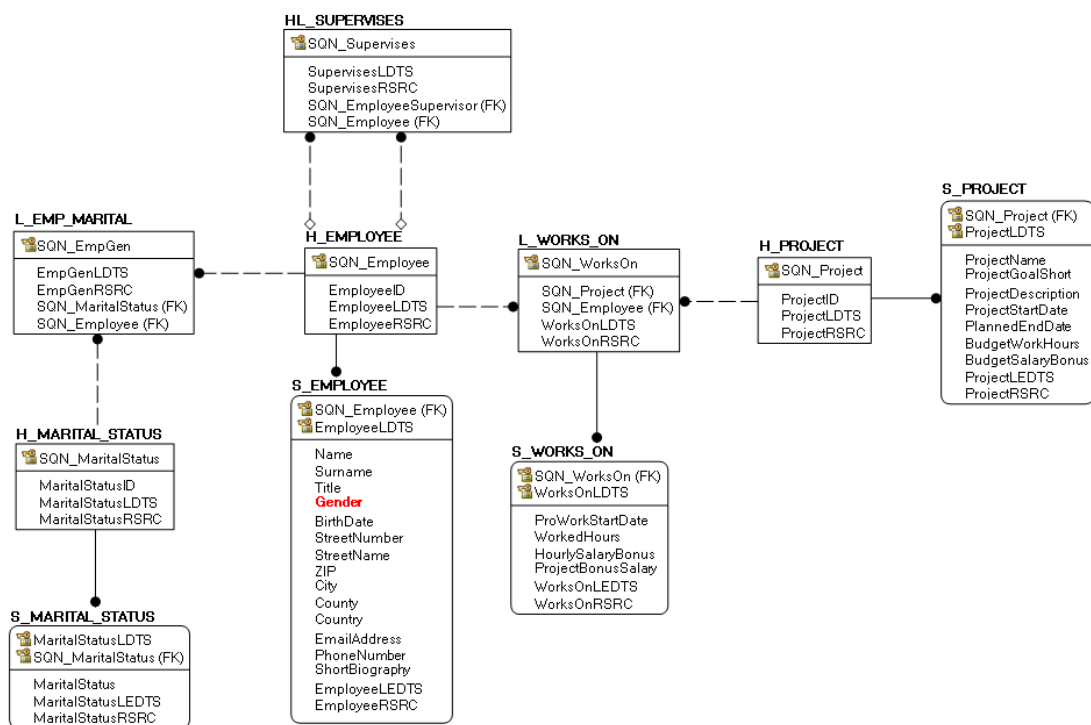 HL_SUPERVISES
SQN_Supervises
SupervisesLDTS
SupervisesRSRC
SQN_EmployeeSupervisor (FK)
SQN_Employee (FK)
L_EMP_MARITAL
SQN_EmpGen
EmpGenLDTS
EmpGenRSRC
SQN_MaritalStatus (FK)
SQN_Employee (FK)
H_EMPLOYEE
SQN_Employee
EmployeeID
EmployeeLDTS
EmployeeRSRC
L_WORKS_ON
SQN_WorksOn
SQN_Project (FK)
SQN_Employee (FK)
WorksOnLDTS
WorksOnRSRC
H_PROJECT
SQN_Project
ProjectID
ProjectLDTS
ProjectRSRC
S_PROJECT
SQN_Project (FK)
ProjectLDTS
ProjectName
ProjectGoalShort
ProjectDescription
ProjectStartDate
PlannedEndDate
BudgetWorkHours
BudgetSalaryBonus
ProjectLEDTS
ProjectRSRC
H_MARITAL_STATUS
SQN_MaritalStatus
MaritalStatusID
MaritalStatusLDTS
MaritalStatusRSRC
S_EMPLOYEE
SQN_Employee (FK)
EmployeeLDTS
Name
Surname
Title
Gender
BirthDate
StreetNumber
StreetName
ZIP
City
County
Country
EmailAddress
PhoneNumber
ShortBiography
EmployeeLEDTS
EmployeeRSRC
S_WORKS_ON
SQN_WorksOn (FK)
WorksOnLDTS
ProWorkStartDate
WorkedHours
HourlySalaryBonus
ProjectBonusSalary
WorksOnLEDTS
WorksOnRSRC
S_MARITAL_STATUS
MaritalStatusLDTS
SQN_MaritalStatus (FK)
MaritalStatus
MaritalStatusLEDTS
MaritalStatusRSRC